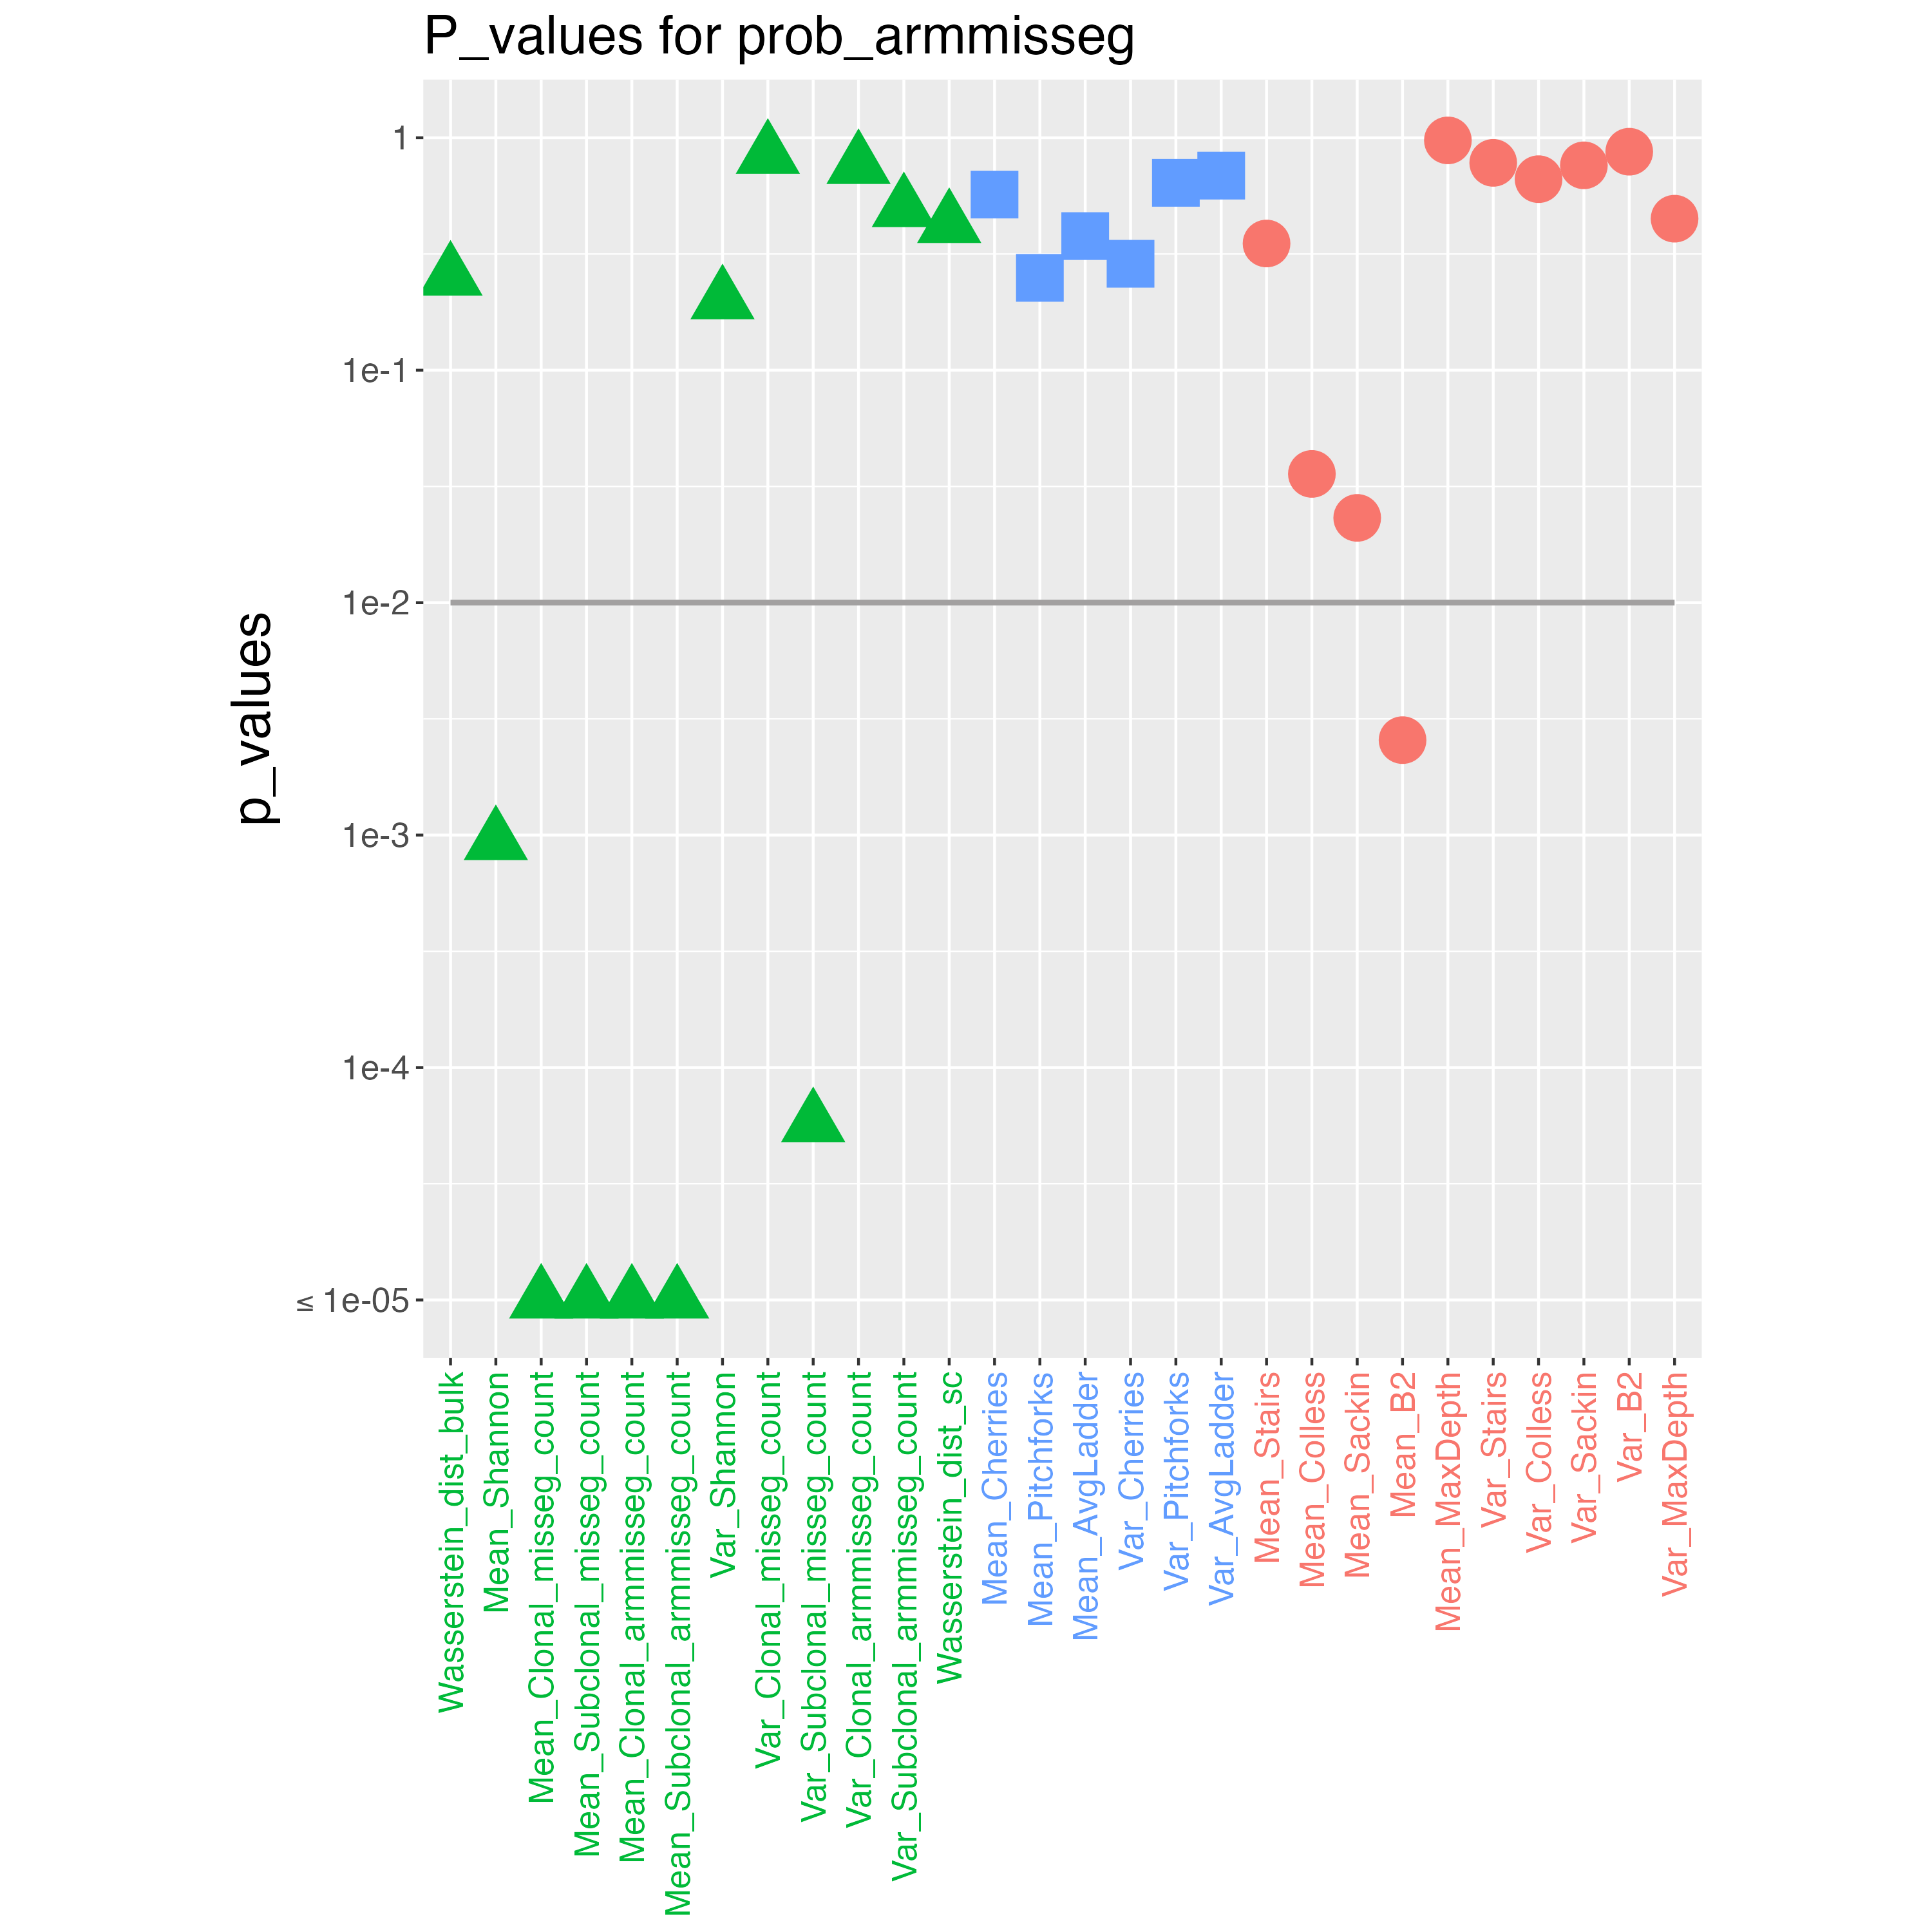 P_values for prob_armmisseg
p_values
1
1e-1
1e-2
1e-3
1e-4
≤ 1e-05
Wasserstein_dist_bulk
Mean_Shannon
Mean_Clonal_misseg_count
Mean_Subclonal_misseg_count
Mean_Clonal_armmisseg_count
Mean_Subclonal_armmisseg_count
Var_Shannon
Var_Clonal_misseg_count
Var_Subclonal_misseg_count
Var_Clonal_armmisseg_count
Var_Subclonal_armmisseg_count
Wasserstein_dist_sc
Mean_Cherries
Mean_Pitchforks
Mean_AvgLadder
Var_Cherries
Var_Pitchforks
Var_AvgLadder
Mean_Stairs
Mean_Colless
Mean_Sackin
Mean_B2
Mean_MaxDepth
Var_Stairs
Var_Colless
Var_Sackin
Var_B2
Var_MaxDepth